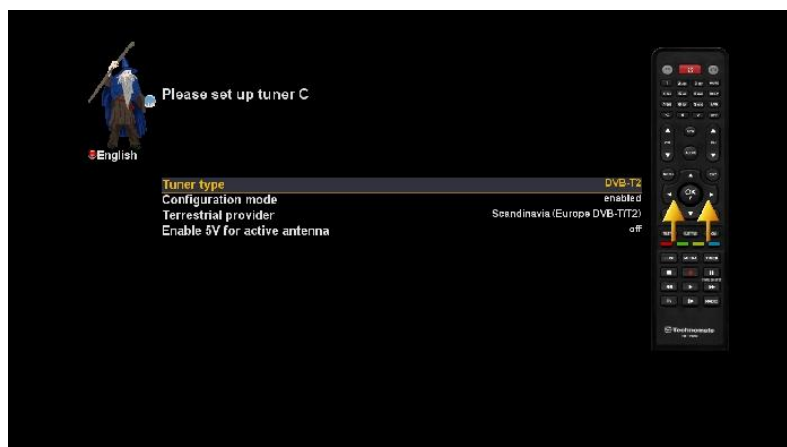 Please set up tuner C
English
Tuner type DVB-T2
Configuration mode enabled
Terrestrial provider Scandinavia (Europe DVB-T/T2)
Enable 5V for active antenna off
OK
Technomate